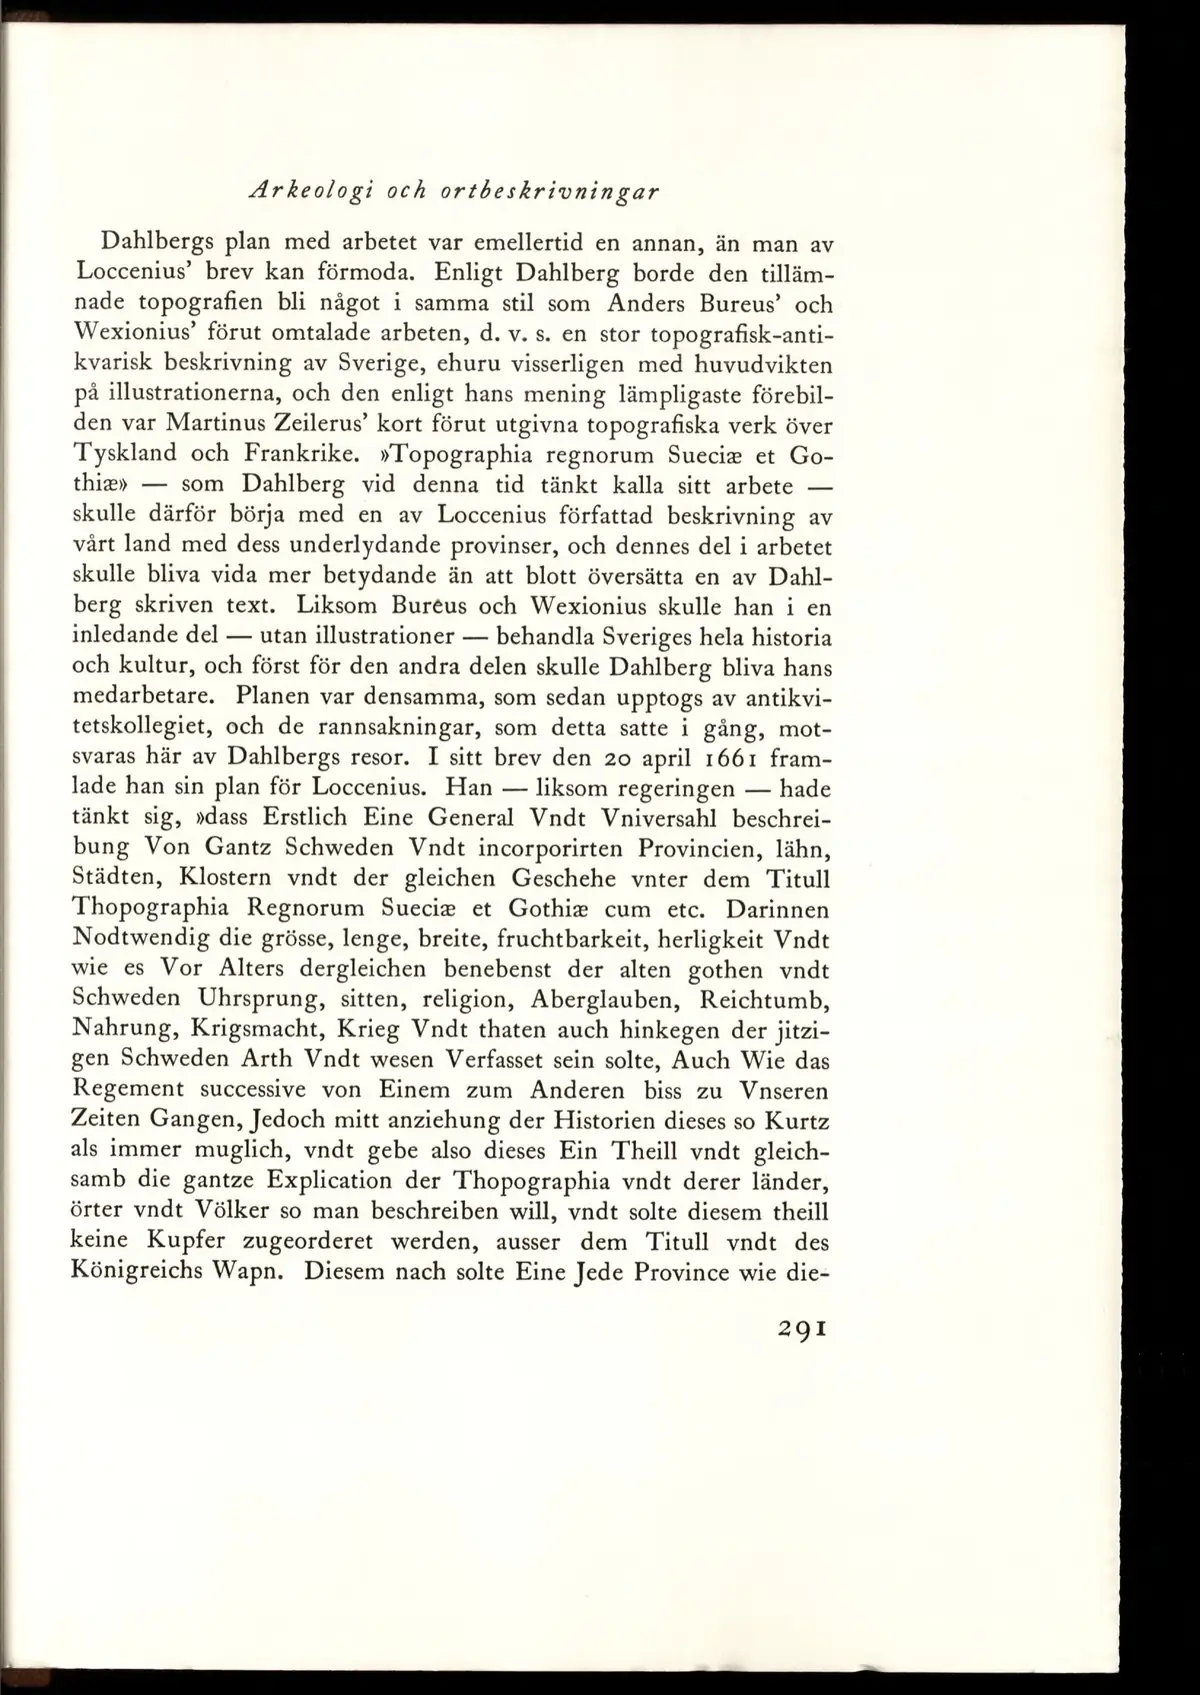 Arkeologi och ortbeskrivningar
Dahlbergs plan med arbetet var emellertid en annan, än man av
Loccenius’ brev kan förmoda. Enligt Dahlberg borde den tilläm-
nade topografien bli något i samma stil som Anders Bureus’ och
Wexionius’ förut omtalade arbeten, d. v. s. en stor topografisk-anti-
kvarisk beskrivning av Sverige, ehuru visserligen med huvudvikten
på illustrationerna, och den enligt hans mening lämpligaste förebil-
den var Martinus Zeilerus’ kort förut utgivna topografiska verk över
Tyskland och Frankrike. »Topographia regnorum Sueciæ et Go-
thiæ» — som Dahlberg vid denna tid tänkt kalla sitt arbete —
skulle därför börja med en av Loccenius författad beskrivning av
vårt land med dess underlydande provinser, och dennes del i arbetet
skulle bliva vida mer betydande än att blott översätta en av Dahl-
berg skriven text. Liksom Bureus och Wexionius skulle han i en
inledande del — utan illustrationer — behandla Sveriges hela historia
och kultur, och först för den andra delen skulle Dahlberg bliva hans
medarbetare. Planen var densamma, som sedan upptogs av antikvi-
tetskollegiet, och de rannsakningar, som detta satte i gång, mot-
svaras här av Dahlbergs resor. I sitt brev den 20 april 1661 fram-
lade han sin plan för Loccenius. Han — liksom regeringen — hade
tänkt sig, »dass Erstlich Eine General Vndt Vniversahl beschrei-
bung Von Gantz Schweden Vndt incorporirten Provincien, lähn,
Städten, Klostern vndt der gleichen Geschehe vnter dem Titull
Thopographia Regnorum Sueciæ et Gothiæ cum etc. Darinnen
Nodtwendig die grösse, lenge, breite, fruchtbarkeit, herligkeit Vndt
wie es Vor Alters dergleichen benebenst der alten gothen vndt
Schweden Uhrsprung, sitten, religion, Aberglauben, Reichtumb,
Nahrung, Krigsmacht, Krieg Vndt thaten auch hinkegen der jitzi-
gen Schweden Arth Vndt wesen Verfasset sein solte, Auch Wie das
Regement successive von Einem zum Anderen biss zu Vnseren
Zeiten Gangen, Jedoch mitt anziehung der Historien dieses so Kurtz
als immer muglich, vndt gebe also dieses Ein Theill vndt gleich-
samb die gantze Explication der Thopographia vndt derer länder,
örter vndt Völker so man beschreiben will, vndt solte diesem theill
keine Kupfer zugeorderet werden, ausser dem Titull vndt des
Königreichs Wapn. Diesem nach solte Eine Jede Province wie die-
291